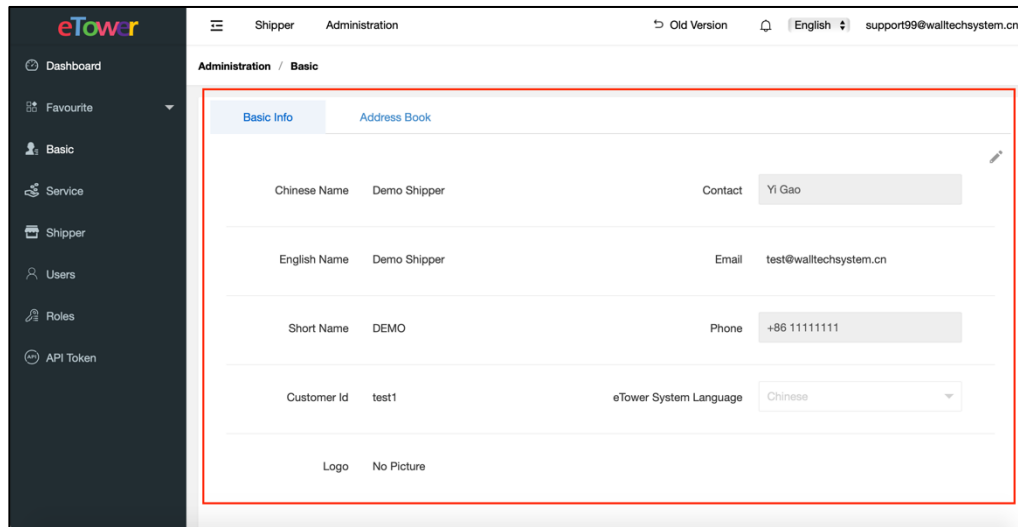 eTower
Shipper Administration Old Version English support99@walltechsystem.cn
Dashboard
Administration / Basic
Favourite
Basic Info Address Book
Basic
Service
Chinese Name Demo Shipper Contact Yi Gao
Shipper
English Name Demo Shipper Email test@walltechsystem.cn
Users
Roles
Short Name DEMO Phone +86 11111111
API API Token
Customer Id test1 eTower System Language Chinese
Logo No Picture